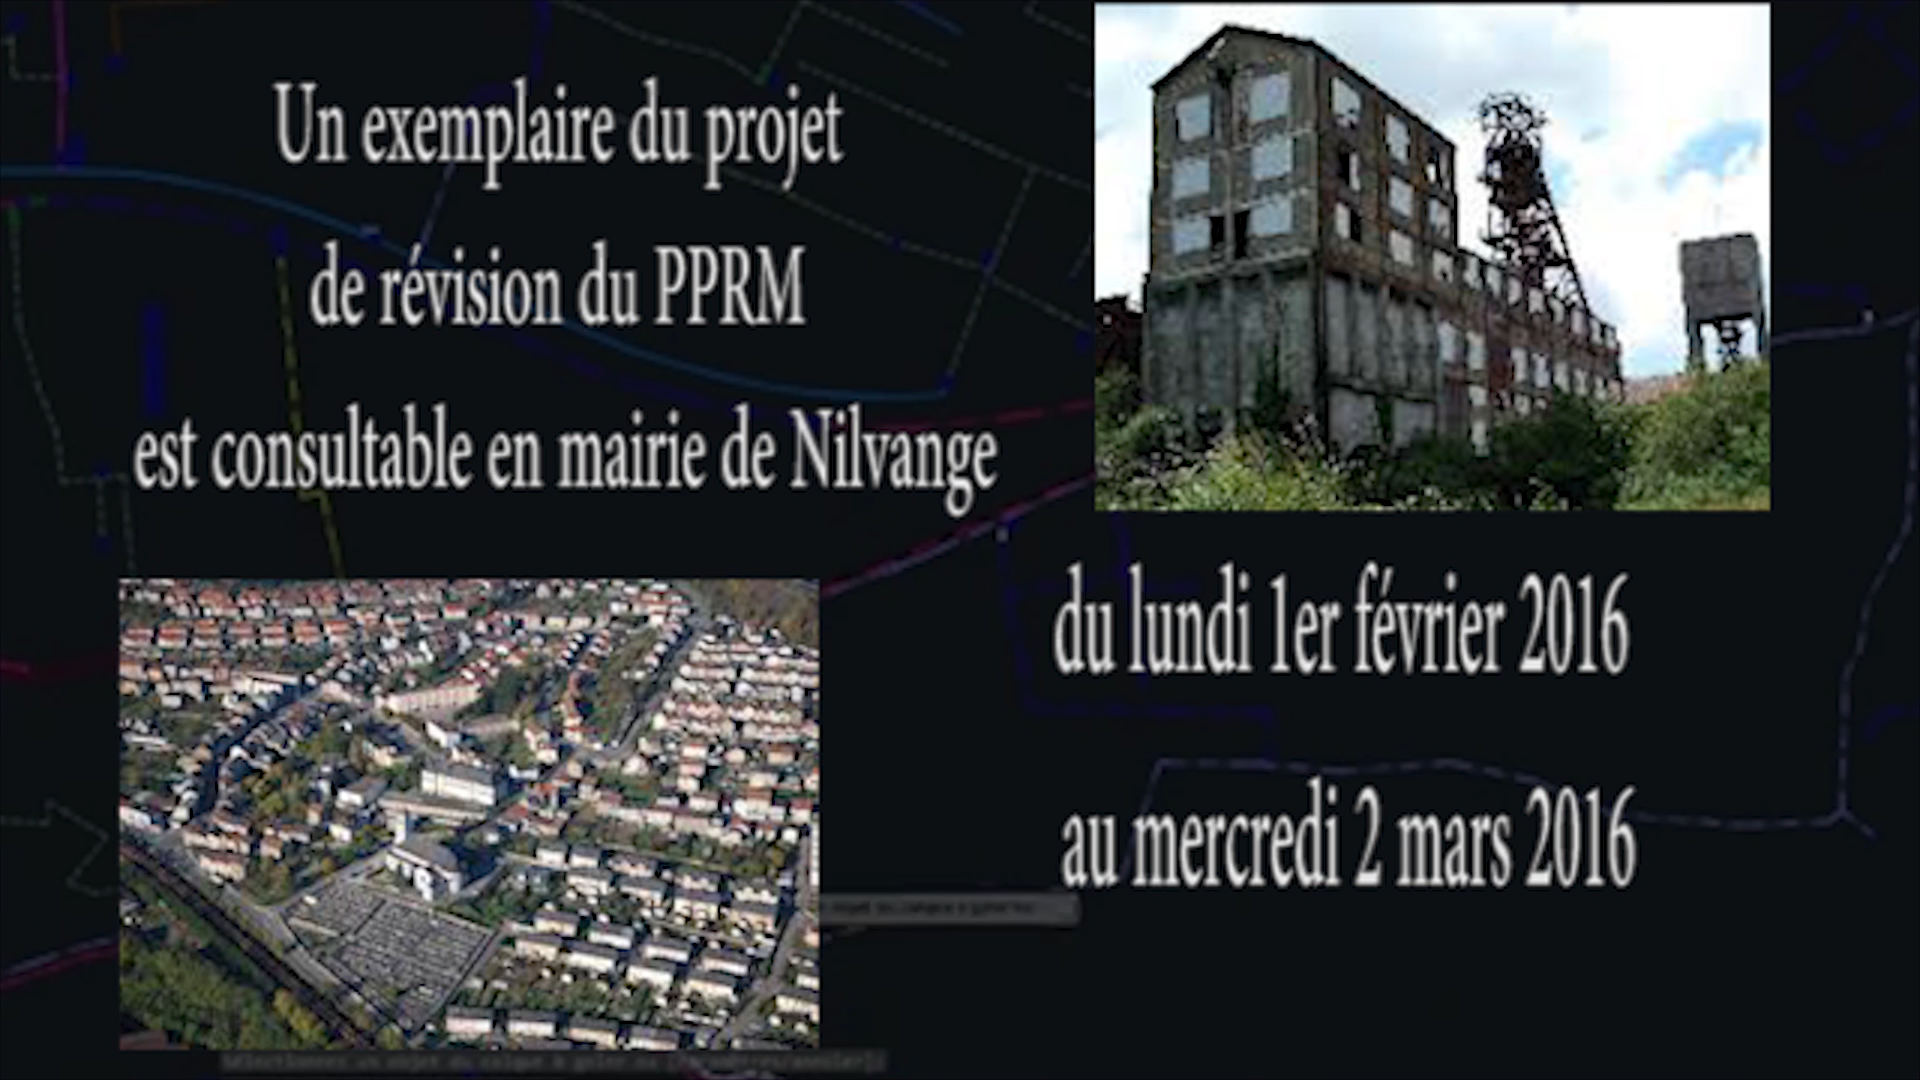 Un exemplaire du projet
de révision du PPRM
est consultable en mairie de Nilvange
du lundi 1er février 2016
au mercredi 2 mars 2016